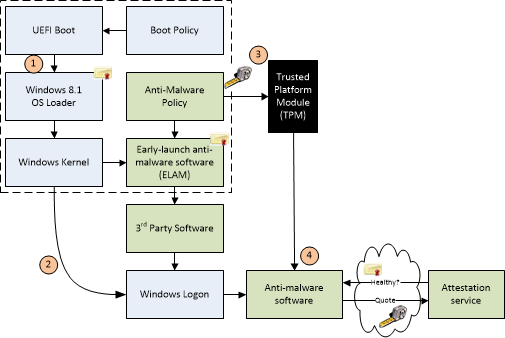 UEFI Boot
Boot Policy
1
3
Windows 8.1
OS Loader
Anti-Malware
Policy
Trusted
Platform
Module
(TPM)
Windows Kernel
Early-launch anti-
malware software
(ELAM)
3rd Party Software
2
4
Windows Logon
Anti-malware
software
Healthy?
Quote
Attestation
service